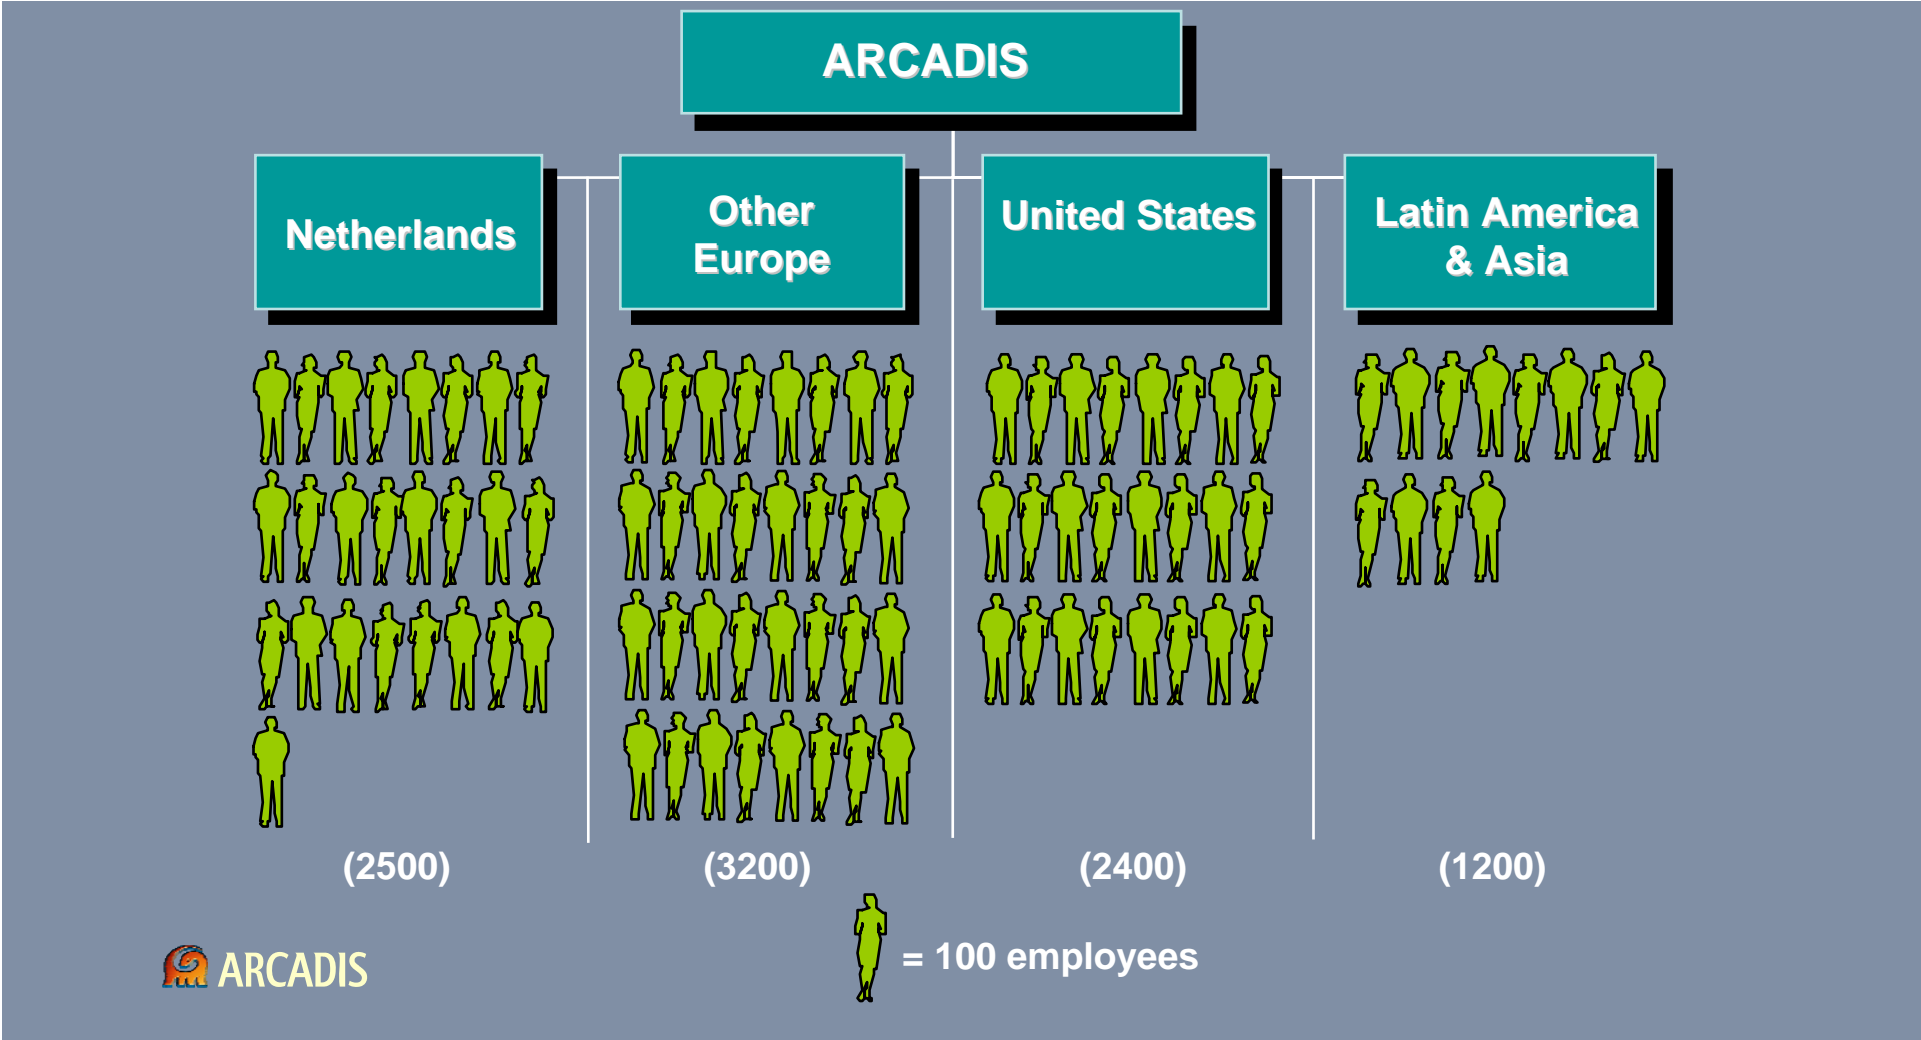 ARCADIS
Netherlands
Other
Europe
United States
Latin America
& Asia
(2500)
(3200)
(2400)
(1200)
= 100 employees
ARCADIS